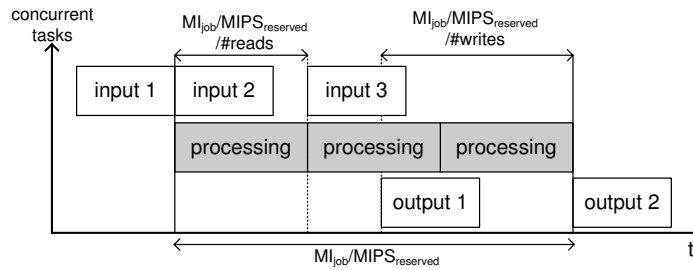 concurrent
tasks
MIjob/MIPSreserved
/#reads
MIjob/MIPSreserved
/#writes
input 1
input 2
input 3
processing
processing
processing
output 1
output 2
MIjob/MIPSreserved
t